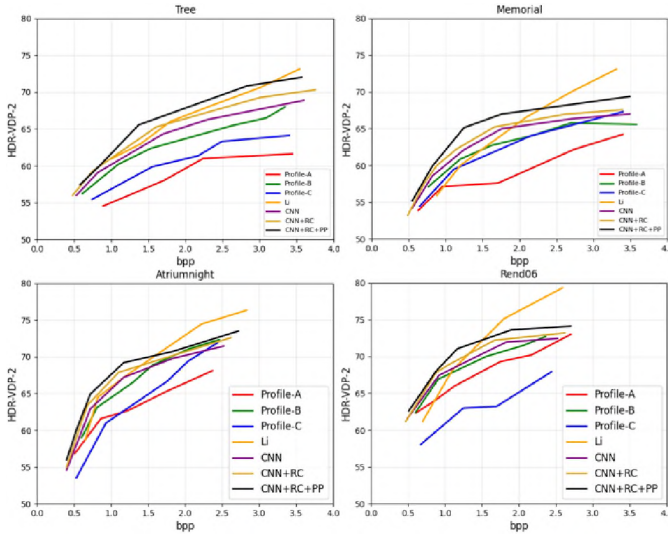 Tree
HDR-VDP-2
80
75
70
65
60
55
50
0.0 0.5 1.0 1.5 2.0 2.5 3.0 3.5 4.0
bpp
Profile-A
Profile-B
Profile-C
Li
CNN
CNN+RC
CNN+RC+PP
Memorial
HDR-VDP-2
80
75
70
65
60
55
50
0.0 0.5 1.0 1.5 2.0 2.5 3.0 3.5 4.0
bpp
Profile-A
Profile-B
Profile-C
Li
CNN
CNN+RC
CNN+RC+PP
Atriumnight
HDR-VDP-2
80
75
70
65
60
55
50
0.0 0.5 1.0 1.5 2.0 2.5 3.0 3.5 4.0
bpp
Profile-A
Profile-B
Profile-C
Li
CNN
CNN+RC
CNN+RC+PP
Rend06
HDR-VDP-2
80
75
70
65
60
55
50
0.0 0.5 1.0 1.5 2.0 2.5 3.0 3.5
bpp
Profile-A
Profile-B
Profile-C
Li
CNN
CNN+RC
CNN+RC+PP